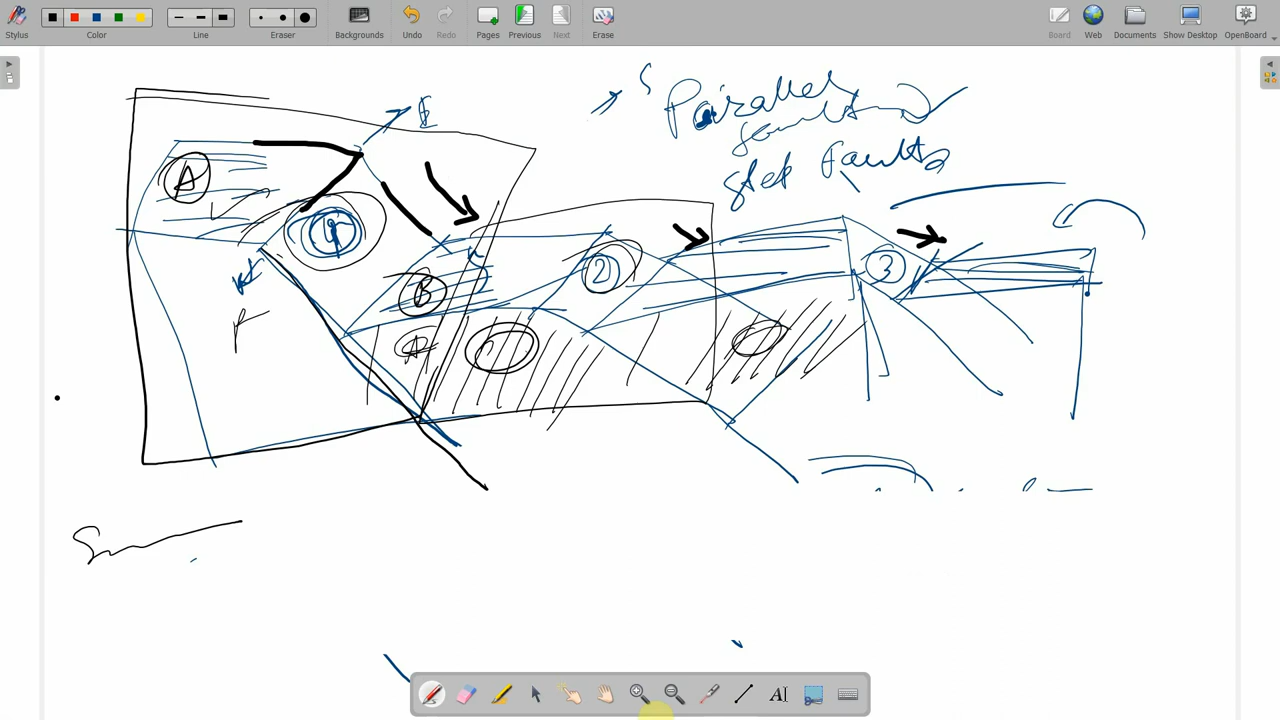 Stylus
Color
Line
Eraser
Backgrounds
Undo
Redo
Pages
Previous
Next
Erase
Board
Web
Documents
Show Desktop
OpenBoard
Parallel
fault
Step Faults
A
B
2
3